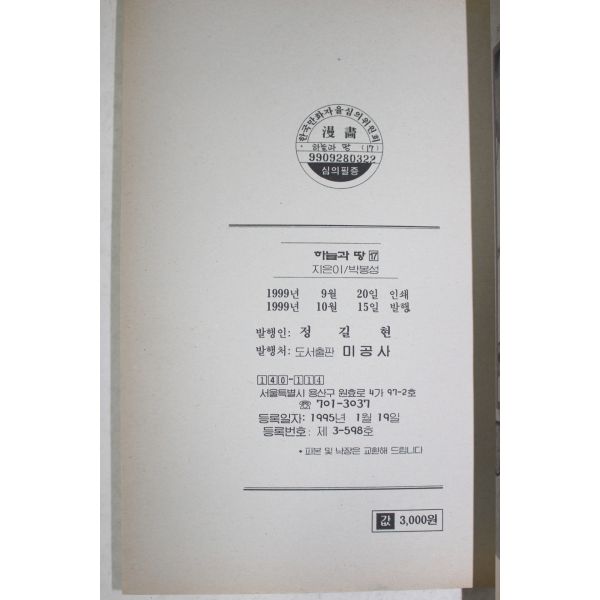 한국만화자율심의위원회
漫畵
• 하늘과 땅 (17)
9909280322
심의필증
하늘과 땅 17
지은이/박봉성
1999년 9월 20일 인쇄
1999년 10월 15일 발행
발행인: 정 길 현
발행처: 도서출판 미공사
140-114
서울특별시 용산구 원효로 4가 97-2호
☏ 701-3037
등록일자: 1995년 1월 19일
등록번호: 제 3-598호
• 파본 및 낙장은 교환해 드립니다
값 3,000원